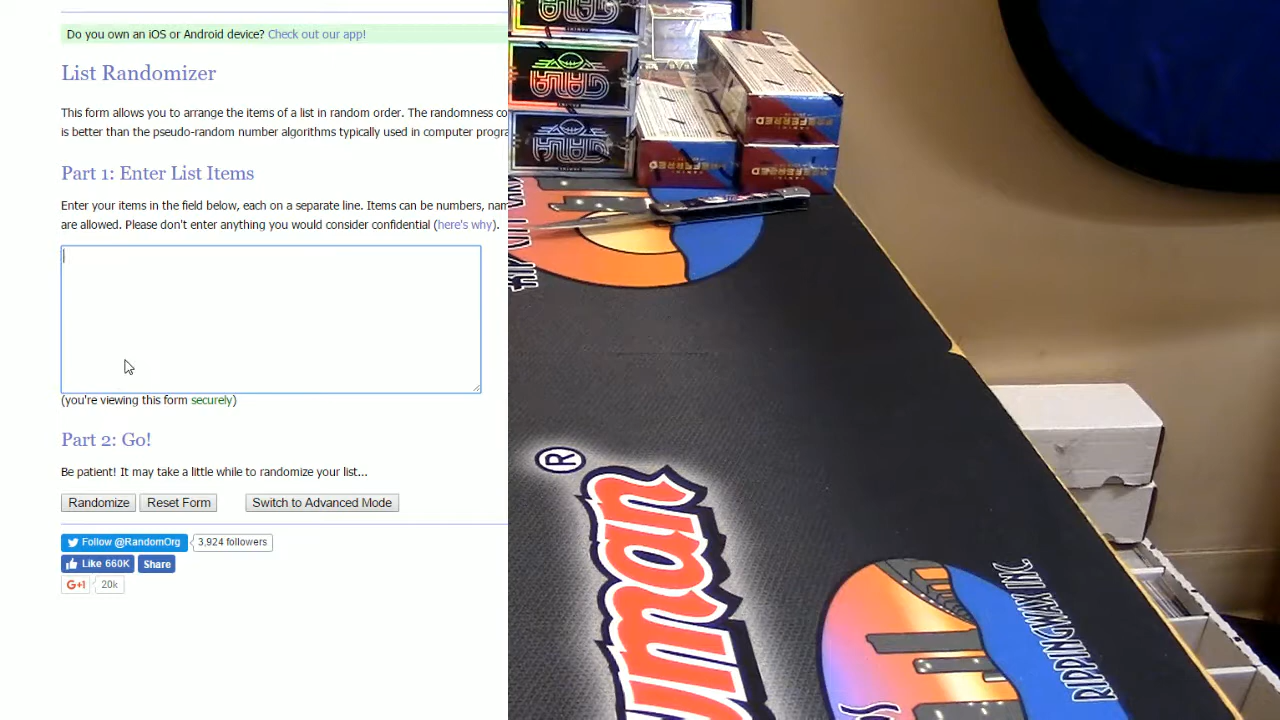 Do you own an iOS or Android device? Check out our app!
List Randomizer
This form allows you to arrange the items of a list in random order. The randomness co
is better than the pseudo-random number algorithms typically used in computer progra
Part 1: Enter List Items
Enter your items in the field below, each on a separate line. Items can be numbers, nam
are allowed. Please don't enter anything you would consider confidential (here's why).
(you're viewing this form securely)
Part 2: Go!
Be patient! It may take a little while to randomize your list...
Randomize Reset Form Switch to Advanced Mode
Follow @RandomOrg 3,924 followers
Like 660K Share
G+1 20k
GALA
GALA
GALA
PREFERRED
PREFERRED
PREFERRED
®
uman
RIPPINGWAX INC